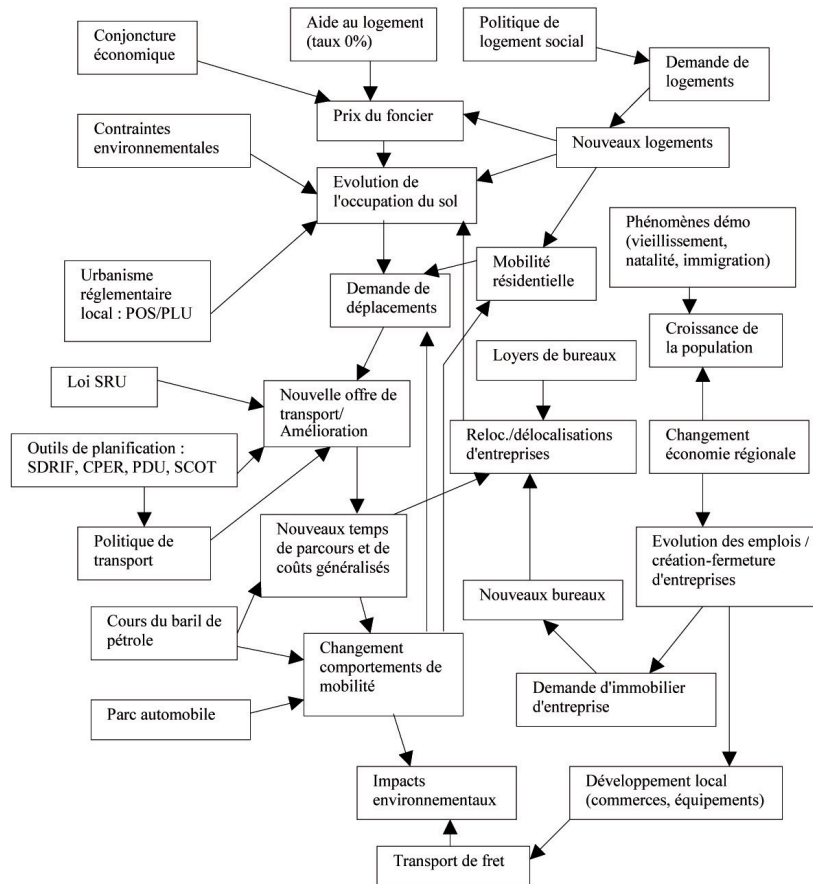 Conjoncture
économique
Aide au logement
(taux 0%)
Politique de
logement social
Demande de
logements
Prix du foncier
Contraintes
environnementales
Nouveaux logements
Evolution de
l'occupation du sol
Phénomènes démo
(vieillissement,
natalité, immigration)
Urbanisme
réglementaire
local : POS/PLU
Demande de
déplacements
Mobilité
résidentielle
Croissance de
la population
Loyers de bureaux
Loi SRU
Nouvelle offre de
transport/
Amélioration
Reloc./délocalisations
d'entreprises
Changement
économie régionale
Outils de planification :
SDRIF, CPER, PDU, SCOT
Politique de
transport
Nouveaux temps
de parcours et de
coûts généralisés
Evolution des emplois /
création-fermeture
d'entreprises
Nouveaux bureaux
Cours du baril de
pétrole
Changement
comportements de
mobilité
Demande d'immobilier
d'entreprise
Parc automobile
Impacts
environnementaux
Développement local
(commerces, équipements)
Transport de fret